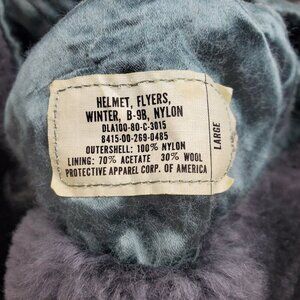 HELMET, FLYERS,
WINTER, B-9B, NYLON
DLA100-80-C-3015
8415-00-269-0485
OUTERSHELL: 100% NYLON
LINING: 70% ACETATE 30% WOOL
PROTECTIVE APPAREL CORP. OF AMERICA
LARGE